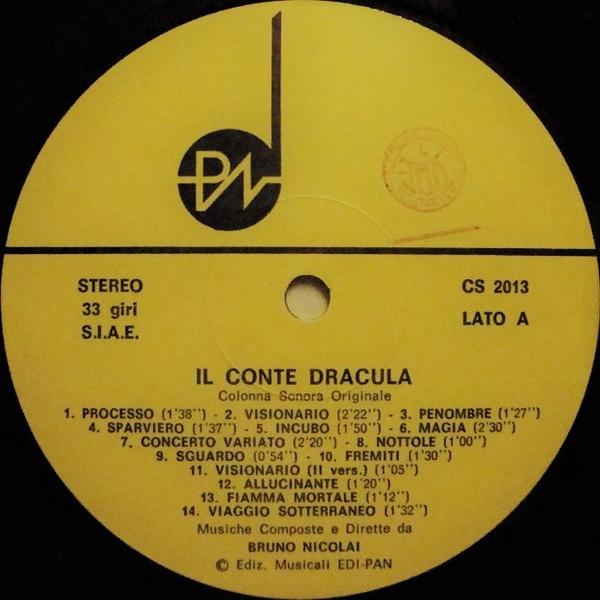 PN
STEREO
33 giri
S.I.A.E.
CS 2013
LATO A
IL CONTE DRACULA
Colonna Sonora Originale
1. PROCESSO (1'38'') - 2. VISIONARIO (2'22'') - 3. PENOMBRE (1'27'')
4. SPARVIERO (1'37'') - 5. INCUBO (1'50'') - 6. MAGIA (2'30'')
7. CONCERTO VARIATO (2'20'') - 8. NOTTOLE (1'00'')
9. SGUARDO (0'54'') - 10. FREMITI (1'30'')
11. VISIONARIO (II vers.) (1'05'')
12. ALLUCINANTE (1'20'')
13. FIAMMA MORTALE (1'12'')
14. VIAGGIO SOTTERRANEO (1'32'')
Musiche Composte e Dirette da
BRUNO NICOLAI
© Ediz. Musicali EDI-PAN